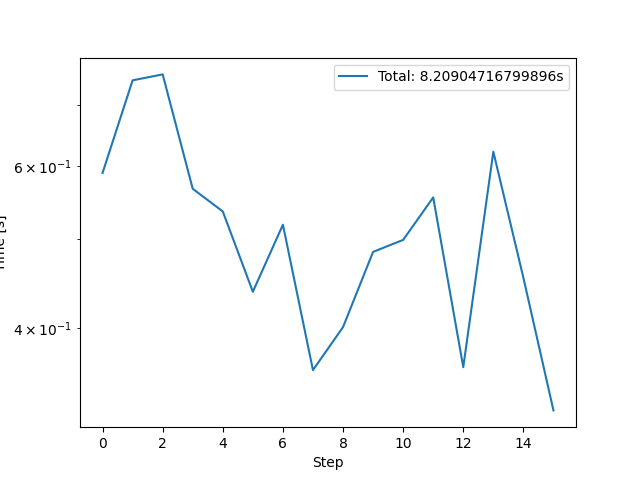 Total: 8.20904716799896s
6 × 10⁻¹
[s]
4 × 10⁻¹
0 2 4 6 8 10 12 14
Step